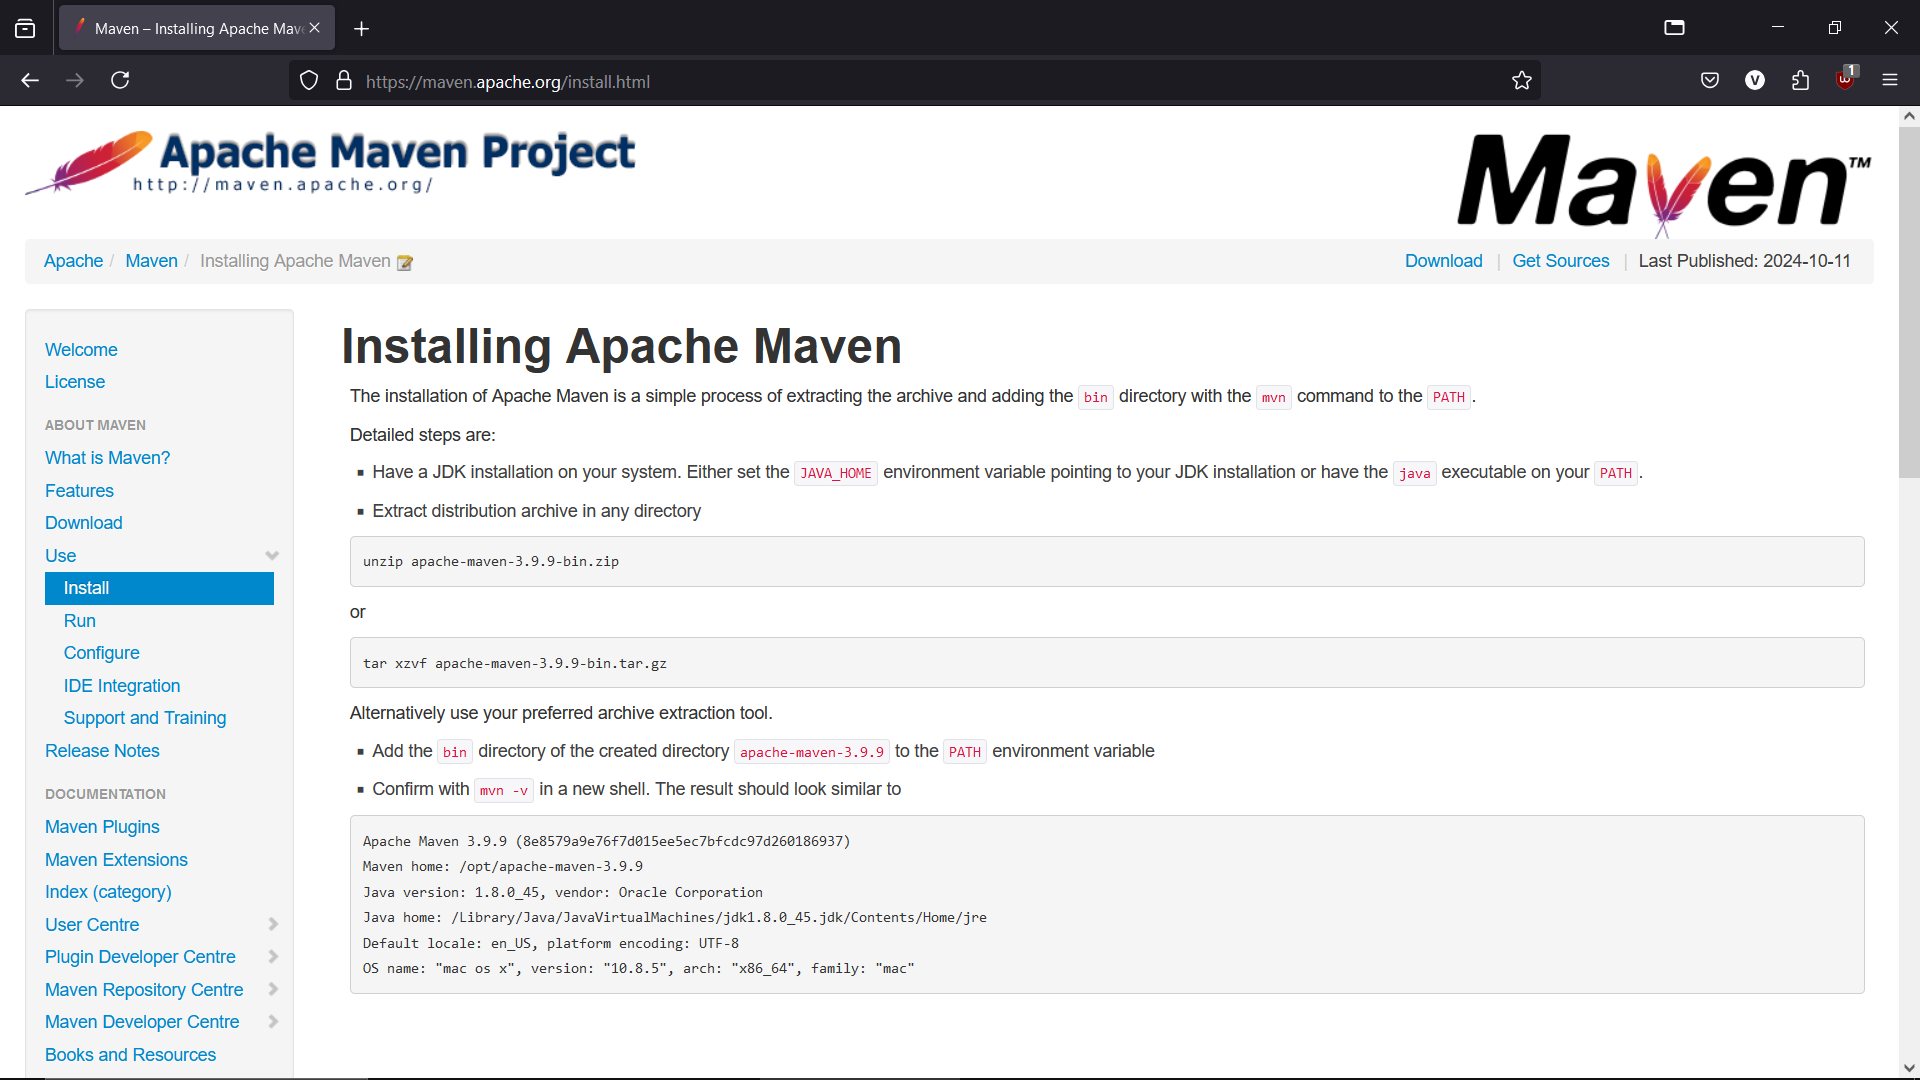 Maven – Installing Apache Mave
https://maven.apache.org/install.html
1
Apache Maven Project
http://maven.apache.org/
Maven™
Apache / Maven / Installing Apache Maven
Download | Get Sources | Last Published: 2024-10-11
Welcome
License
ABOUT MAVEN
What is Maven?
Features
Download
Use
Install
Run
Configure
IDE Integration
Support and Training
Release Notes
DOCUMENTATION
Maven Plugins
Maven Extensions
Index (category)
User Centre
Plugin Developer Centre
Maven Repository Centre
Maven Developer Centre
Books and Resources
Installing Apache Maven
The installation of Apache Maven is a simple process of extracting the archive and adding the bin directory with the mvn command to the PATH.
Detailed steps are:
Have a JDK installation on your system. Either set the JAVA_HOME environment variable pointing to your JDK installation or have the java executable on your PATH.
Extract distribution archive in any directory
unzip apache-maven-3.9.9-bin.zip
or
tar xzvf apache-maven-3.9.9-bin.tar.gz
Alternatively use your preferred archive extraction tool.
Add the bin directory of the created directory apache-maven-3.9.9 to the PATH environment variable
Confirm with mvn -v in a new shell. The result should look similar to
Apache Maven 3.9.9 (8e8579a9e76f7d015ee5ec7bfcdc97d260186937)
Maven home: /opt/apache-maven-3.9.9
Java version: 1.8.0_45, vendor: Oracle Corporation
Java home: /Library/Java/JavaVirtualMachines/jdk1.8.0_45.jdk/Contents/Home/jre
Default locale: en_US, platform encoding: UTF-8
OS name: "mac os x", version: "10.8.5", arch: "x86_64", family: "mac"